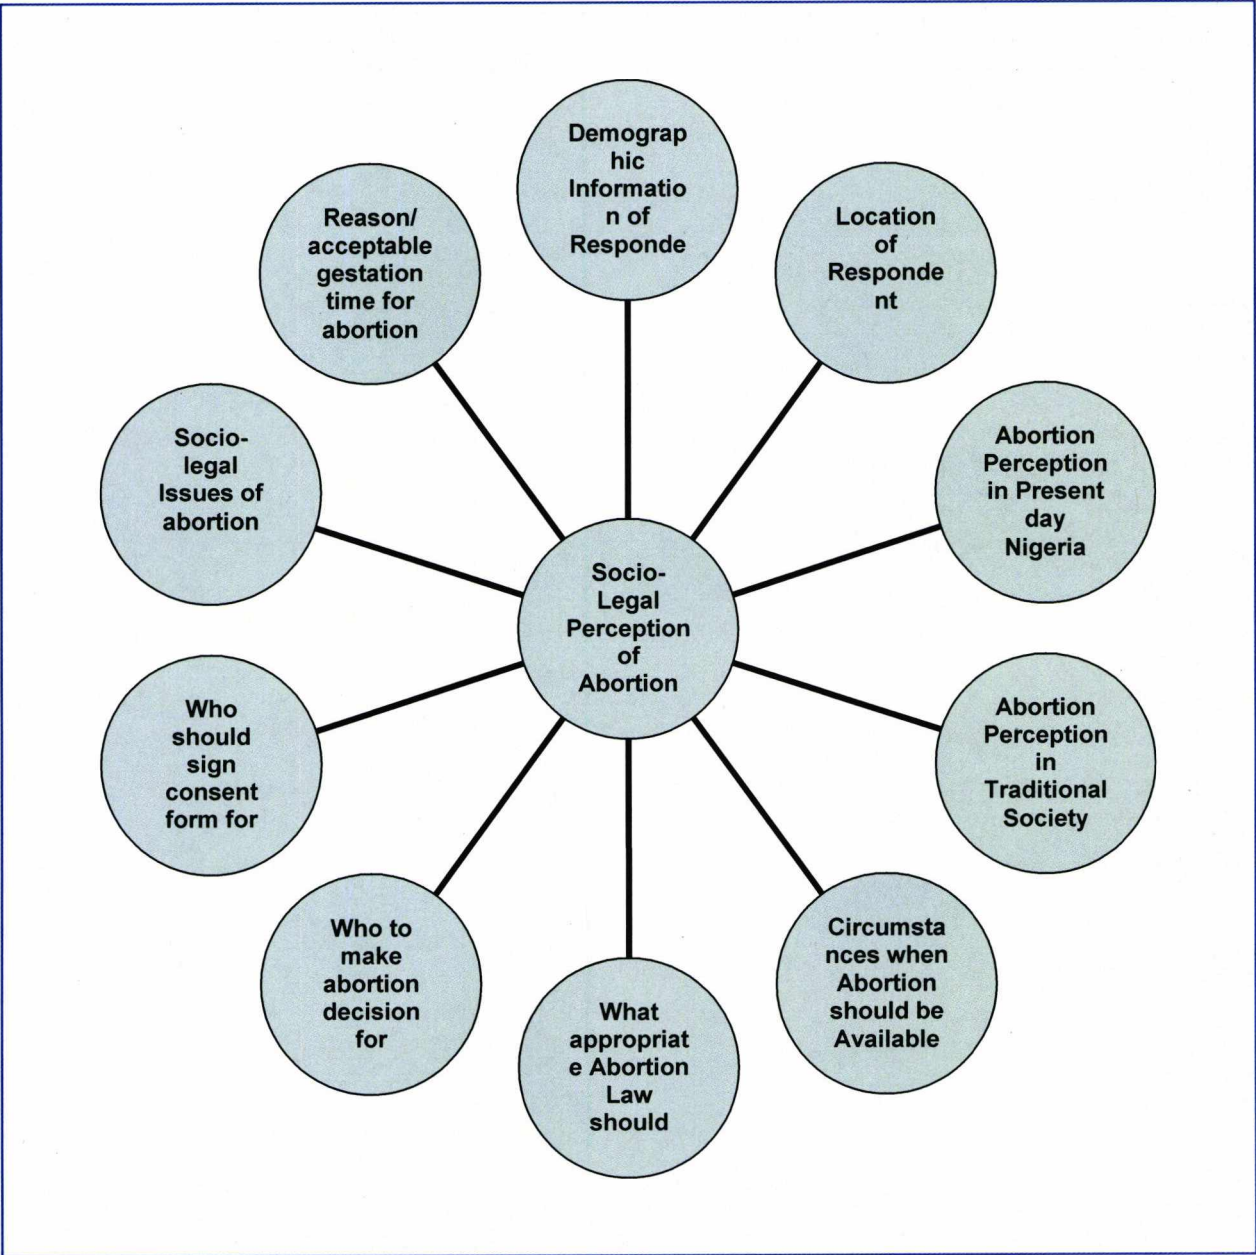 Demograp
hic
Informatio
n of
Responde
Location
of
Responde
nt
Abortion
Perception
in Present
day
Nigeria
Abortion
Perception
in
Traditional
Society
Circumsta
nces when
Abortion
should be
Available
What
appropriat
e Abortion
Law
should
Who to
make
abortion
decision
for
Who
should
sign
consent
form for
Socio-
legal
Issues of
abortion
Reason/
acceptable
gestation
time for
abortion
Socio-
Legal
Perception
of
Abortion